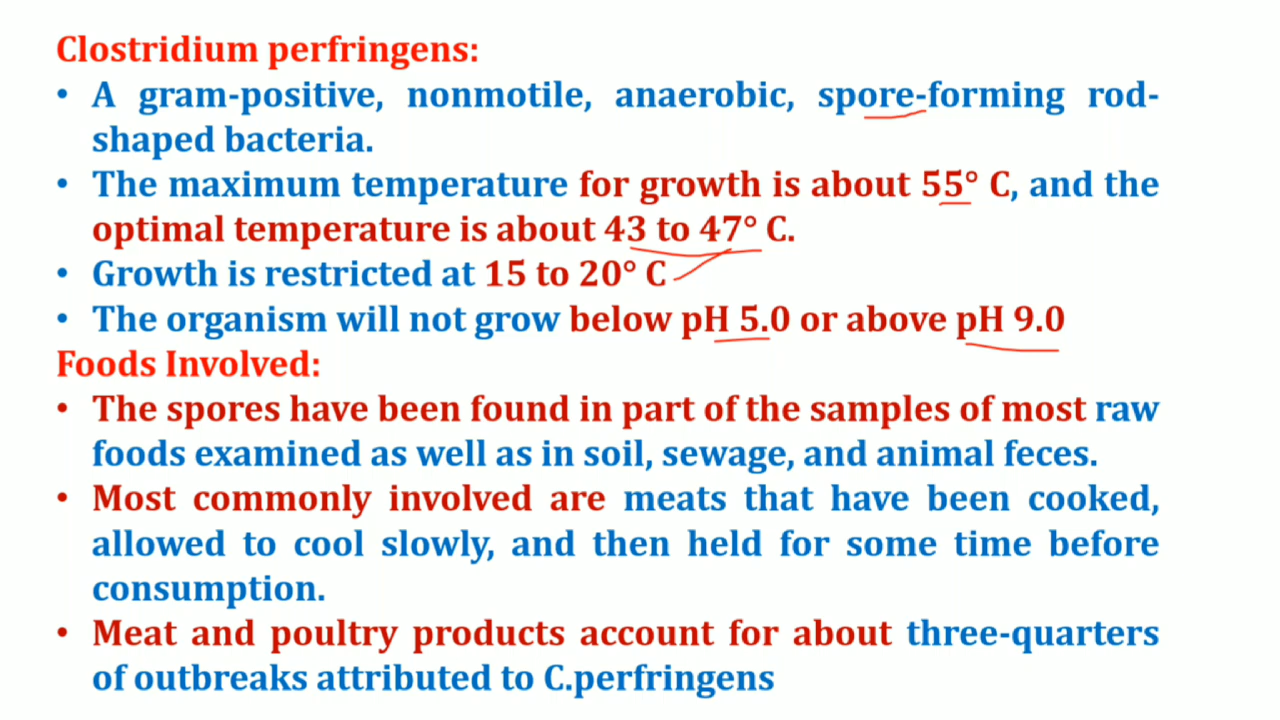 Clostridium perfringens:
• A gram-positive, nonmotile, anaerobic, spore-forming rod-
shaped bacteria.
• The maximum temperature for growth is about 55° C, and the
optimal temperature is about 43 to 47° C.
• Growth is restricted at 15 to 20° C
• The organism will not grow below pH 5.0 or above pH 9.0
Foods Involved:
• The spores have been found in part of the samples of most raw
foods examined as well as in soil, sewage, and animal feces.
• Most commonly involved are meats that have been cooked,
allowed to cool slowly, and then held for some time before
consumption.
• Meat and poultry products account for about three-quarters
of outbreaks attributed to C.perfringens